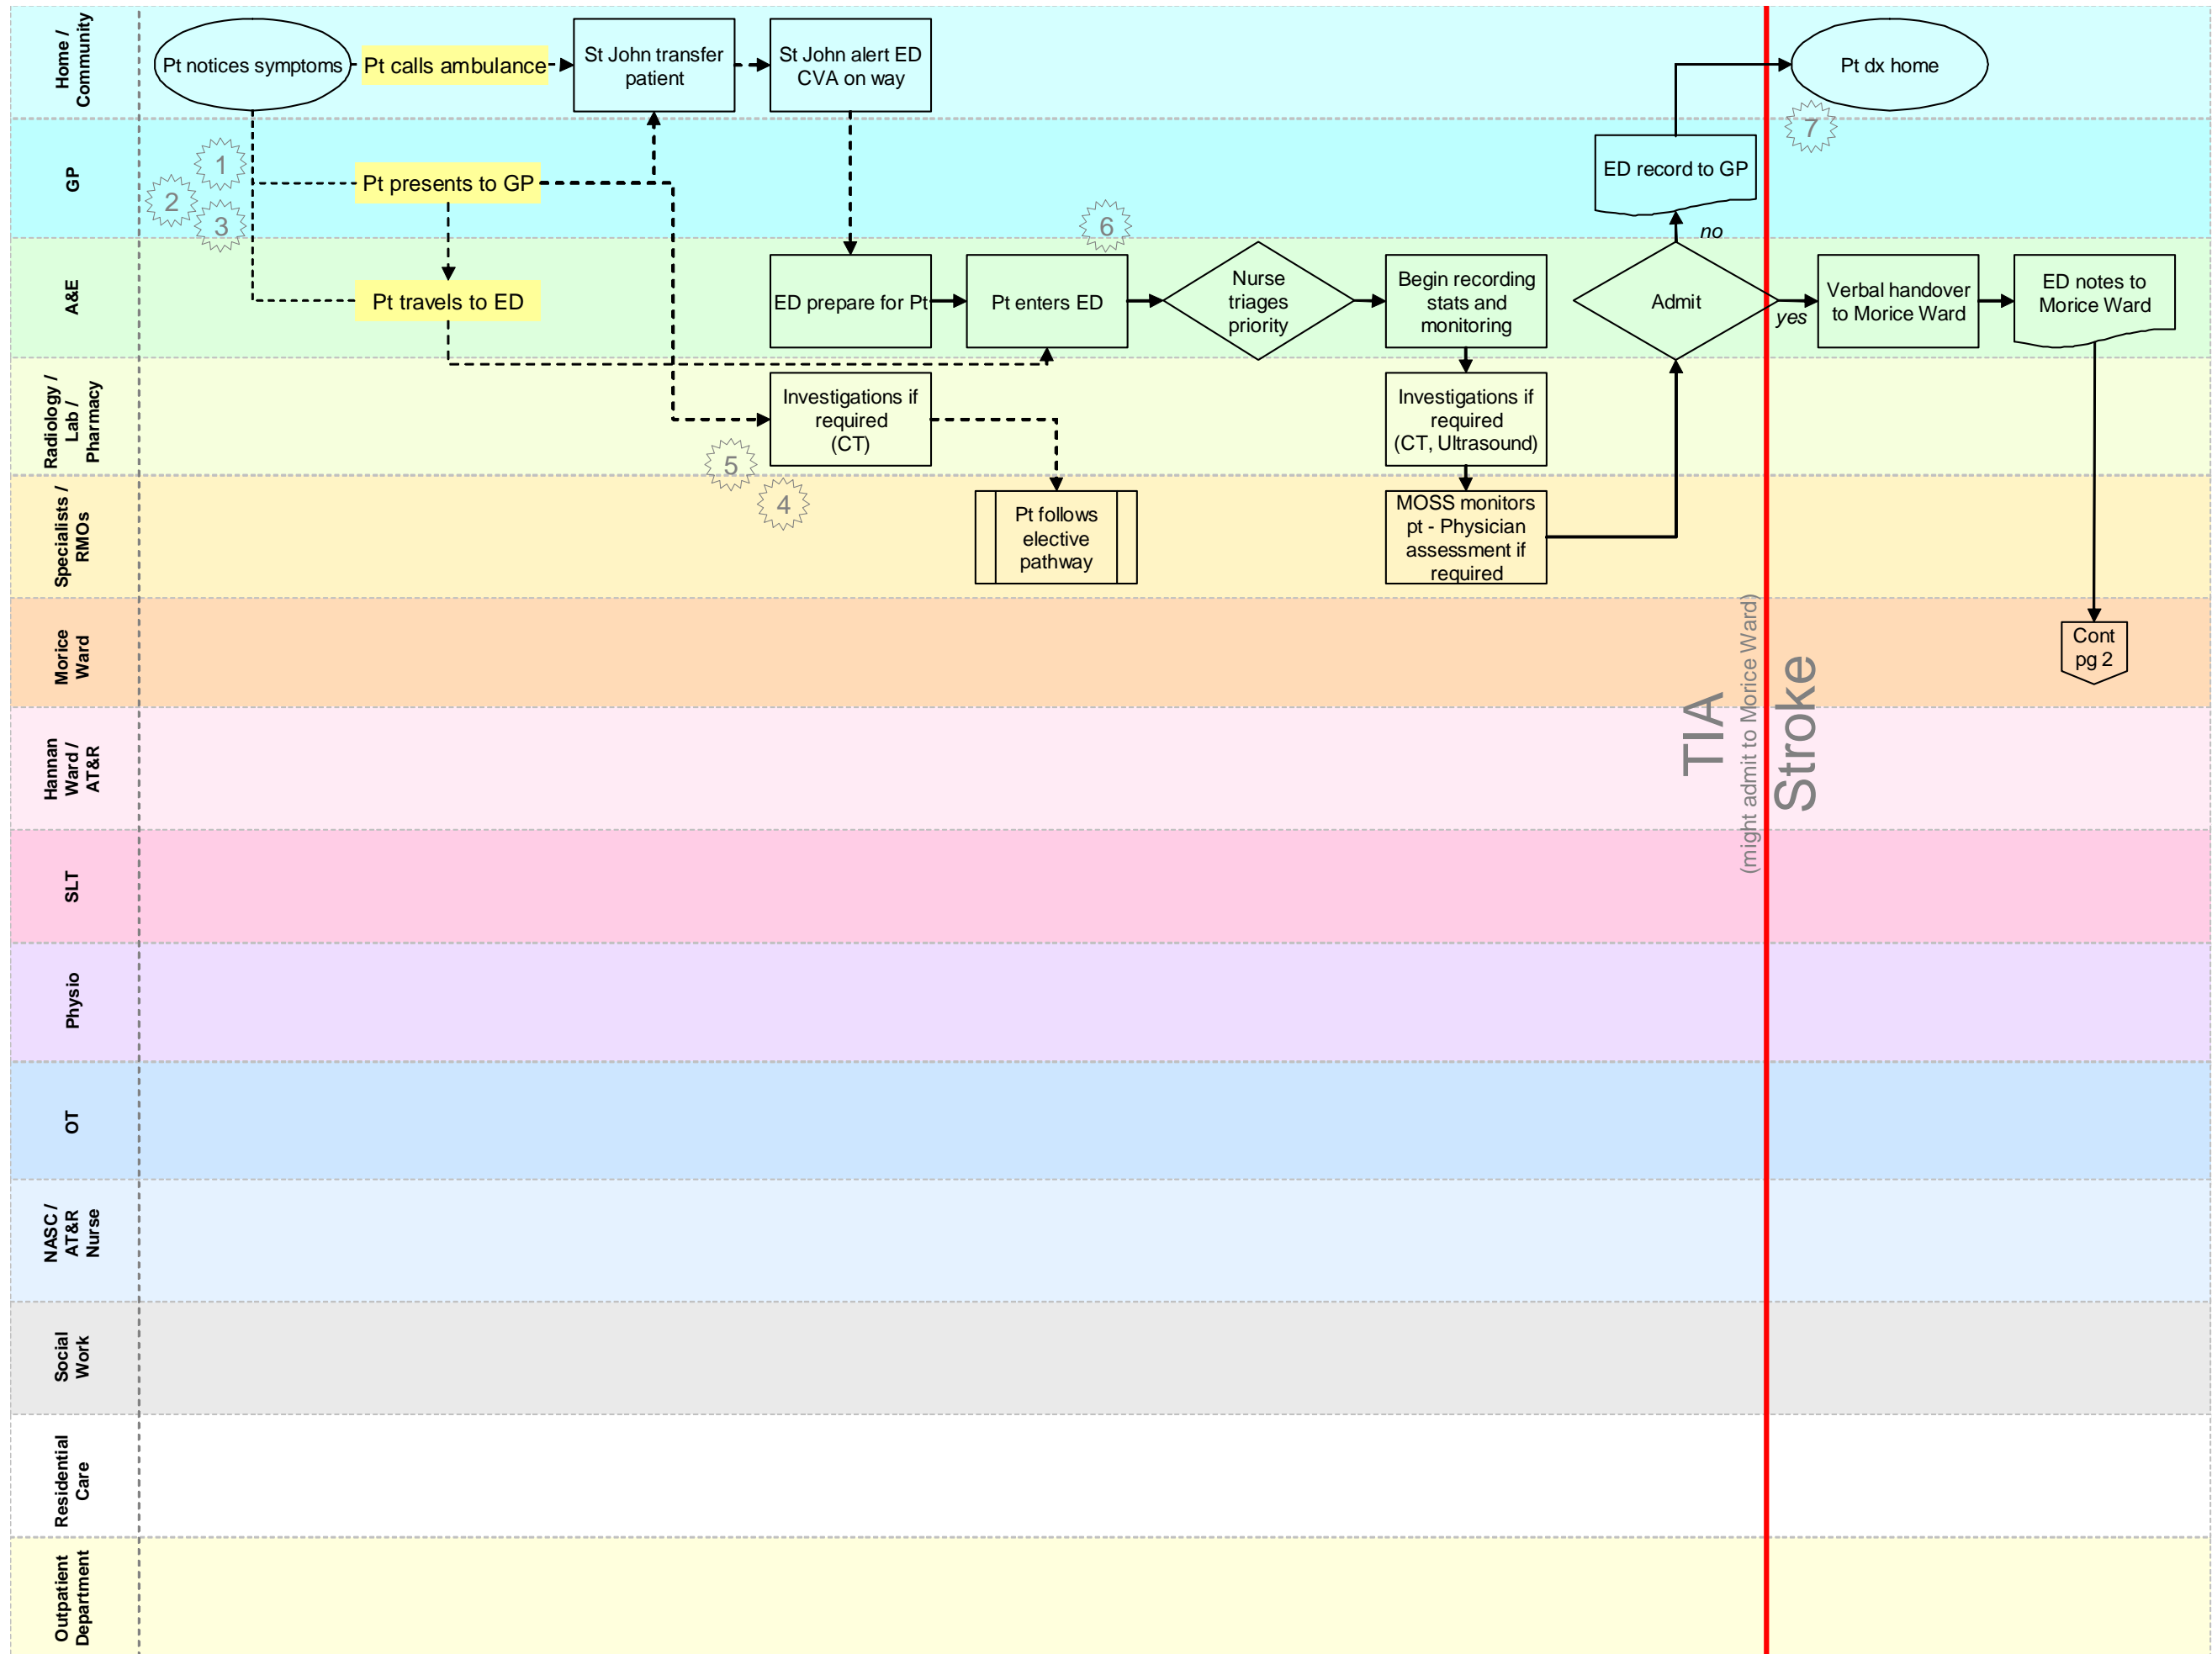 Home /
Community
Pt notices symptoms
Pt calls ambulance
St John transfer
patient
St John alert ED
CVA on way
Pt dx home
GP
1
2
3
Pt presents to GP
6
ED record to GP
7
no
A&E
Pt travels to ED
ED prepare for Pt
Pt enters ED
Nurse
triages
priority
Begin recording
stats and
monitoring
Admit
yes
Verbal handover
to Morice Ward
ED notes to
Morice Ward
Radiology /
Lab /
Pharmacy
Investigations if
required
(CT)
5
4
Investigations if
required
(CT, Ultrasound)
Specialists /
RMOs
Pt follows
elective
pathway
MOSS monitors
pt - Physician
assessment if
required
Morice
Ward
Cont
pg 2
TIA
(might admit to Morice Ward)
Stroke
Hannan
Ward /
AT&R
SLT
Physio
OT
NASC /
AT&R
Nurse
Social
Work
Residential
Care
Outpatient
Department